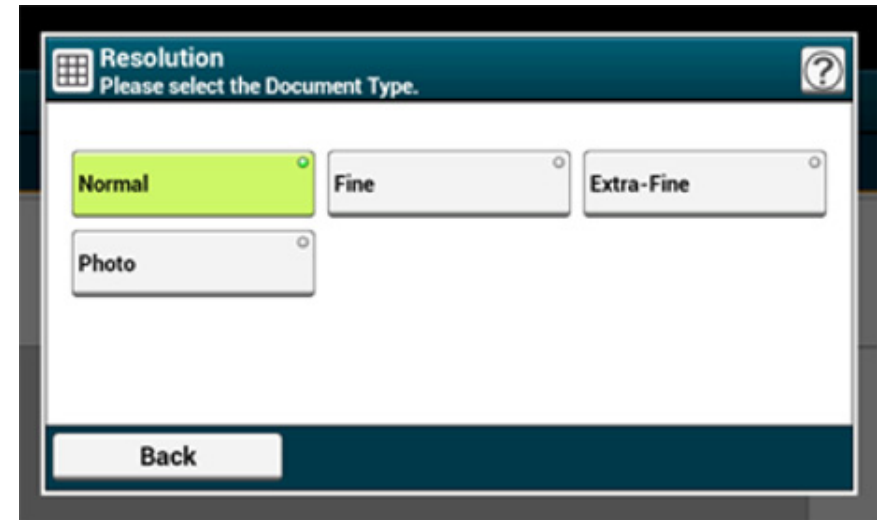 Resolution
Please select the Document Type.
?
Normal
Fine
Extra-Fine
Photo
Back